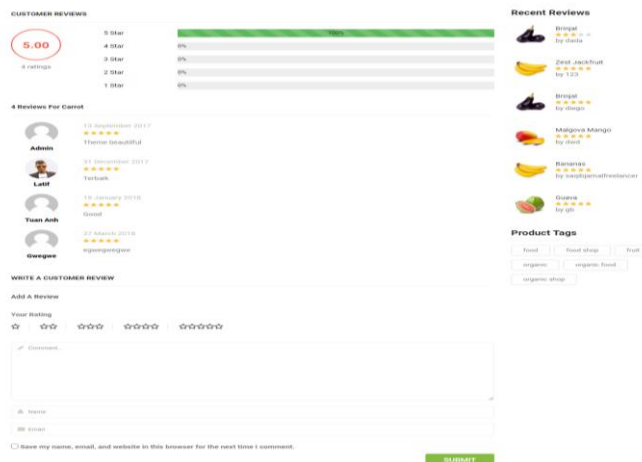 CUSTOMER REVIEWS
5.00
4 ratings
5 Star
100%
4 Star
0%
3 Star
0%
2 Star
0%
1 Star
0%
4 Reviews For Carrot
Admin
13 September 2017
Theme beautiful
Latif
31 December 2017
Terbaik
Tuan Anh
19 January 2018
Good
Gwegwe
27 March 2018
egwegwegwe
WRITE A CUSTOMER REVIEW
Add A Review
Your Rating
Comment
Name
Email
Save my name, email, and website in this browser for the next time I comment.
SUBMIT
Recent Reviews
Brinjal
by dada
Zest Jackfruit
by 123
Brinjal
by diego
Malgova Mango
by
Bananas
by saqibjamatfreelancer
Guava
by gh
Product Tags
food
food shop
fruit
organic
organic food
organic shop